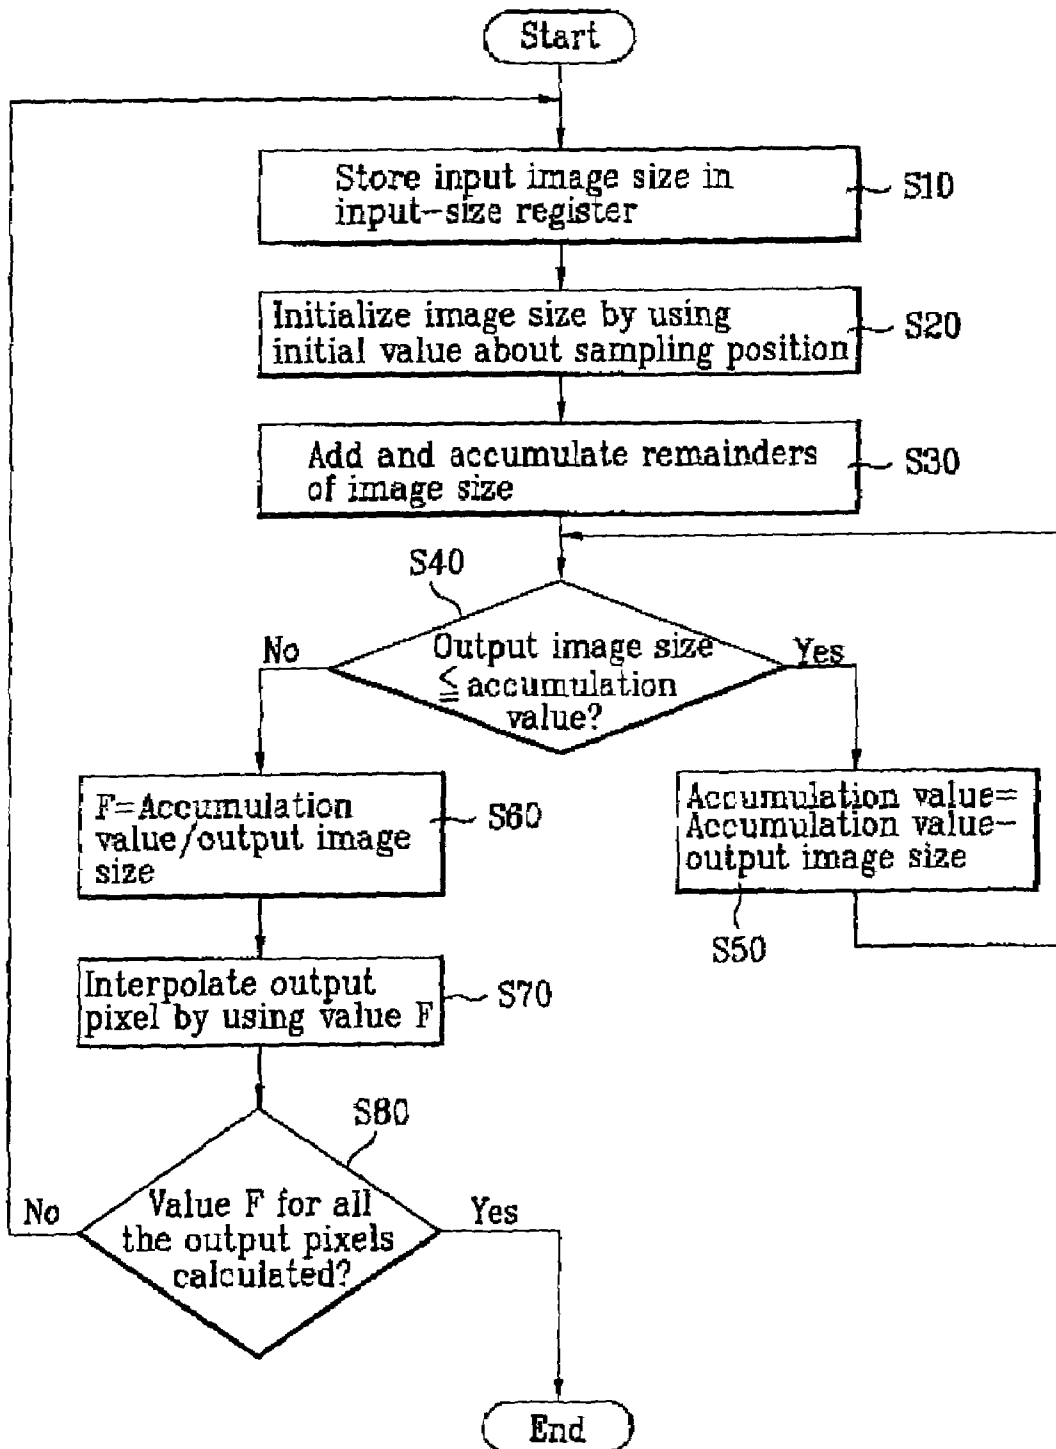 Start
Store input image size in
input-size register
S10
Initialize image size by using
initial value about sampling position
S20
Add and accumulate remainders
of image size
S30
S40
No
Output image size
≦ accumulation
value?
Yes
F=Accumulation
value/output image
size
S60
Accumulation value=
Accumulation value-
output image size
S50
Interpolate output
pixel by using value F
S70
S80
No
Value F for all
the output pixels
calculated?
Yes
End